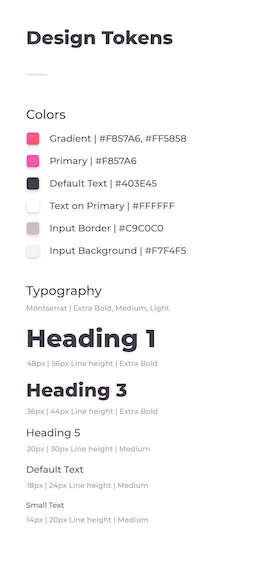 Design Tokens
Colors
Gradient | #F857A6, #FF5858
Primary | #F857A6
Default Text | #403E45
Text on Primary | #FFFFFF
Input Border | #C9C0C0
Input Background | #F7F4F5
Typography
Montserrat | Extra Bold, Medium, Light
Heading 1
48px | 56px Line height | Extra Bold
Heading 3
36px | 44px Line height | Extra Bold
Heading 5
20px | 30px Line height | Medium
Default Text
18px | 24px Line height | Medium
Small Text
14px | 20px Line height | Medium